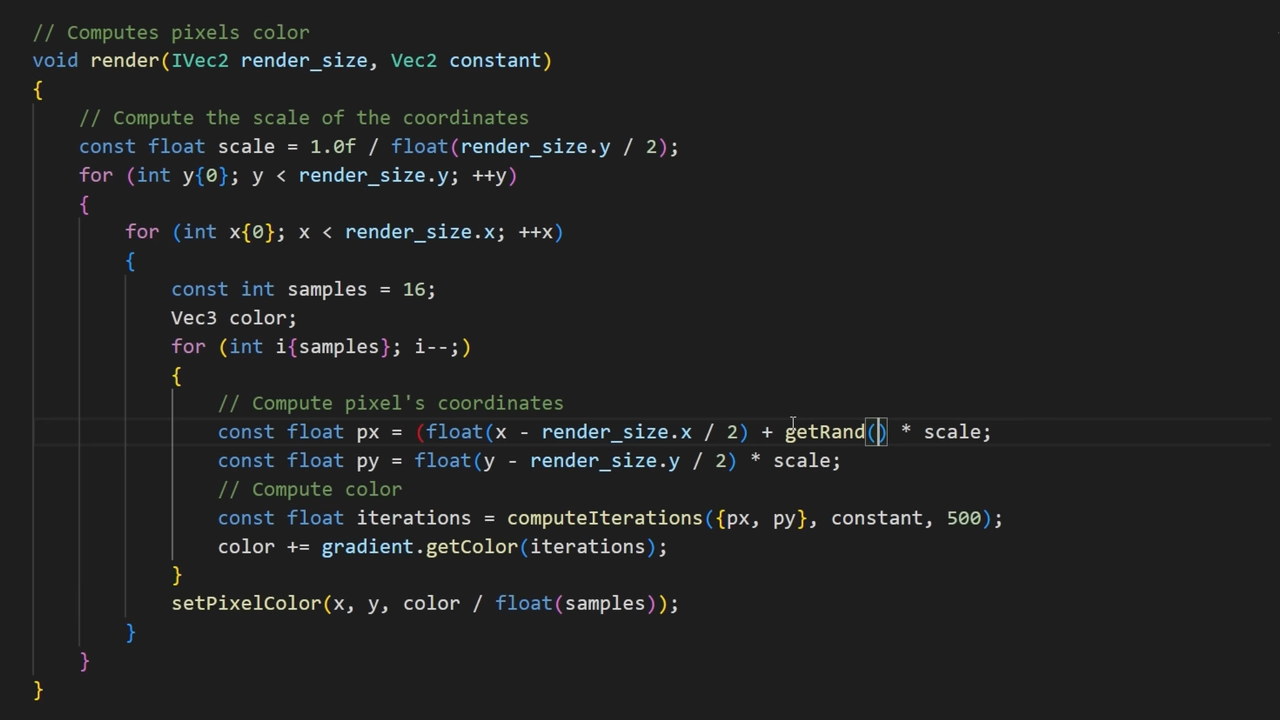 // Computes pixels color
void render(IVec2 render_size, Vec2 constant)
{
    // Compute the scale of the coordinates
    const float scale = 1.0f / float(render_size.y / 2);
    for (int y{0}; y < render_size.y; ++y)
    {
        for (int x{0}; x < render_size.x; ++x)
        {
            const int samples = 16;
            Vec3 color;
            for (int i{samples}; i--;)
            {
                // Compute pixel's coordinates
                const float px = (float(x - render_size.x / 2) + getRand() * scale;
                const float py = float(y - render_size.y / 2) * scale;
                // Compute color
                const float iterations = computeIterations({px, py}, constant, 500);
                color += gradient.getColor(iterations);
            }
            setPixelColor(x, y, color / float(samples));
        }
    }
}